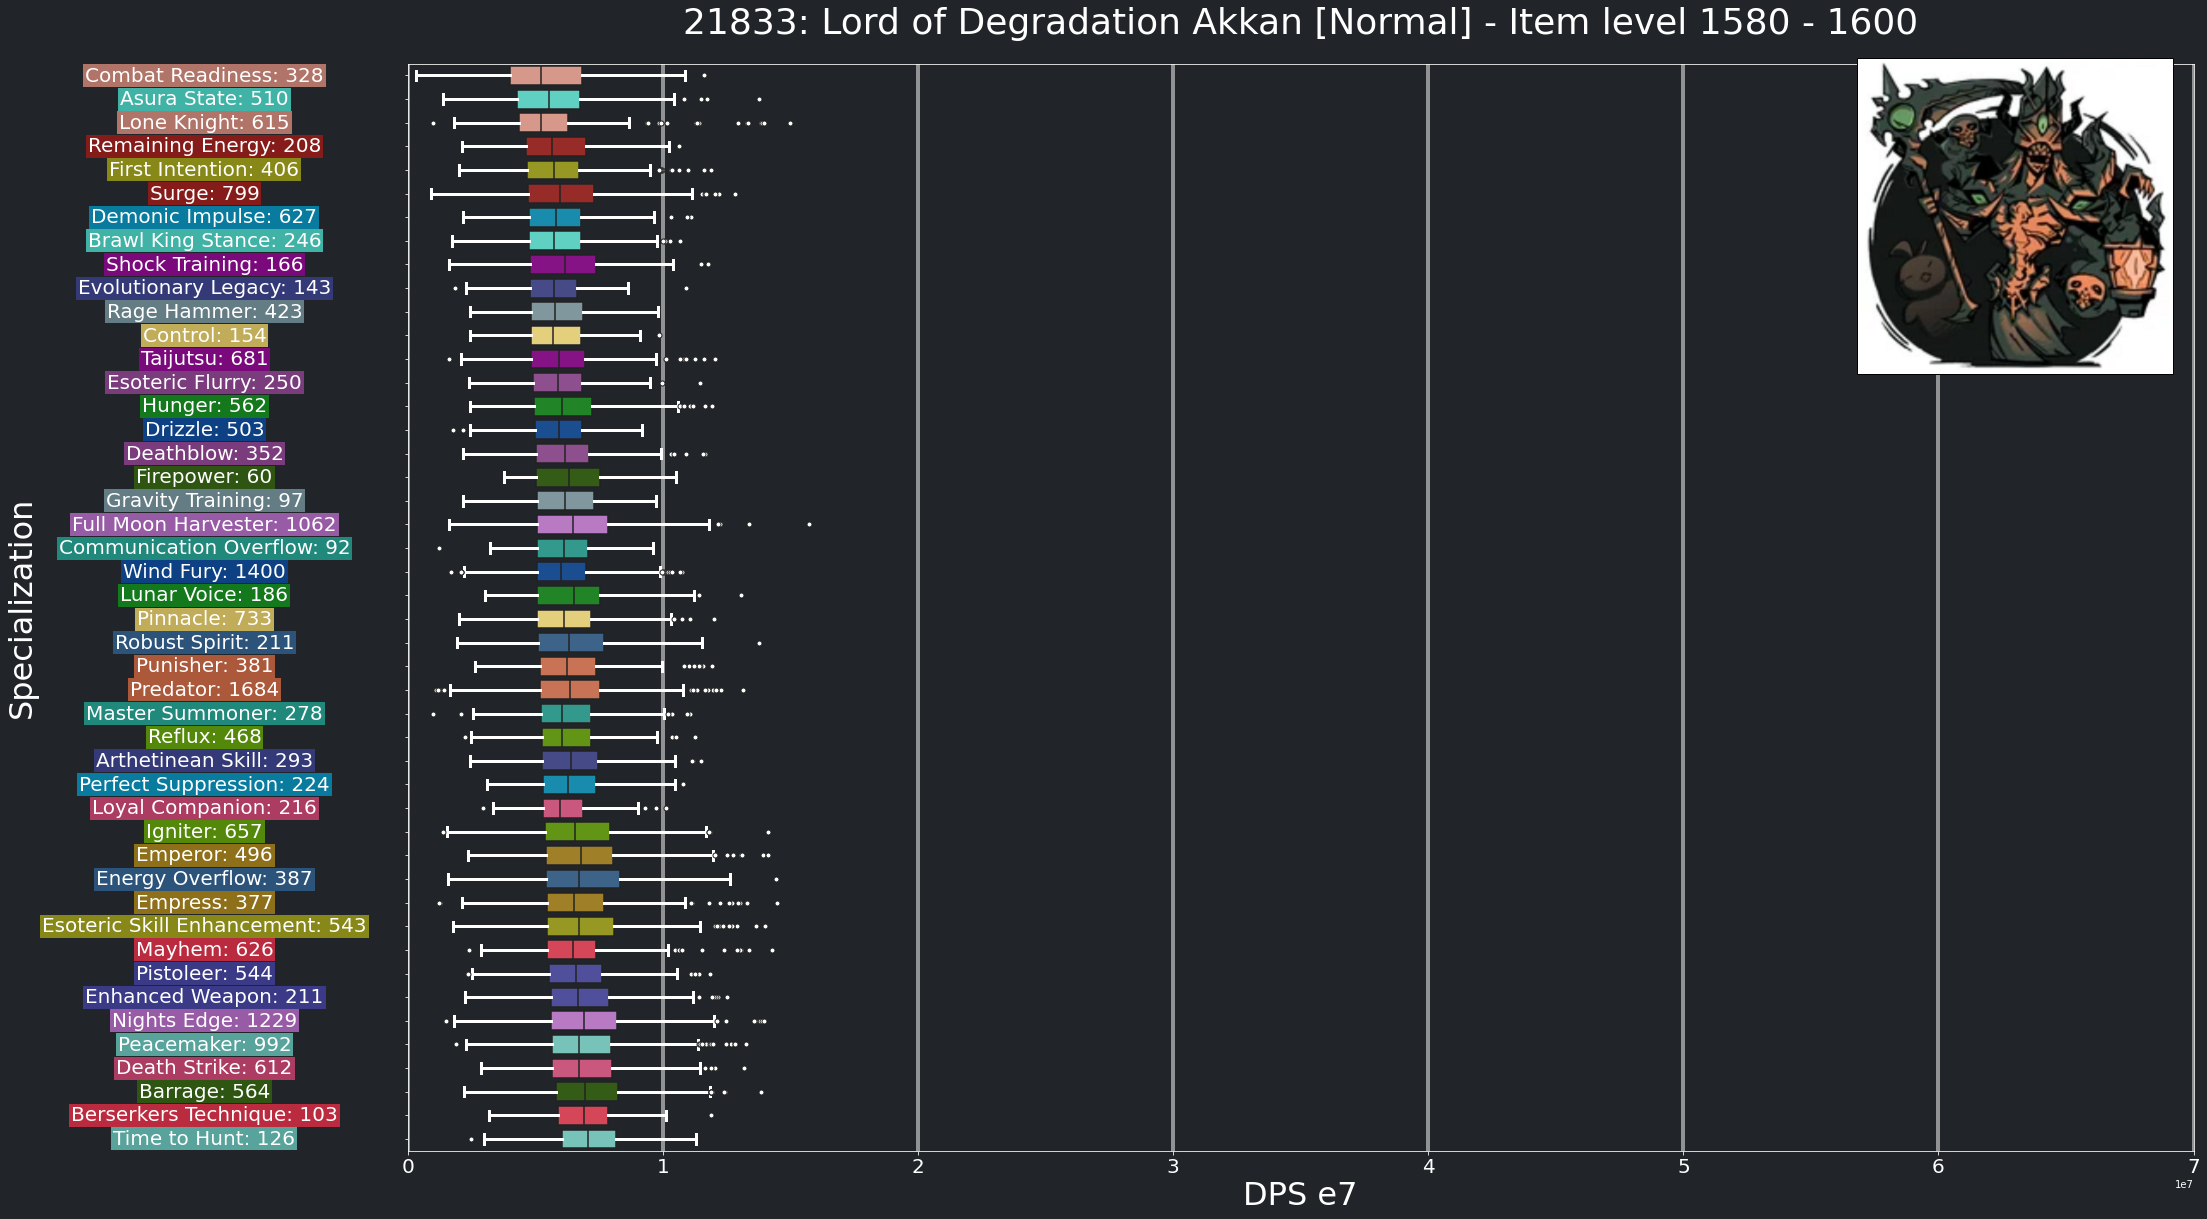 21833: Lord of Degradation Akkan [Normal] - Item level 1580 - 1600
Specialization
Combat Readiness: 328
Asura State: 510
Lone Knight: 615
Remaining Energy: 208
First Intention: 406
Surge: 799
Demonic Impulse: 627
Brawl King Stance: 246
Shock Training: 166
Evolutionary Legacy: 143
Rage Hammer: 423
Control: 154
Taijutsu: 681
Esoteric Flurry: 250
Hunger: 562
Drizzle: 503
Deathblow: 352
Firepower: 60
Gravity Training: 97
Full Moon Harvester: 1062
Communication Overflow: 92
Wind Fury: 1400
Lunar Voice: 186
Pinnacle: 733
Robust Spirit: 211
Punisher: 381
Predator: 1684
Master Summoner: 278
Reflux: 468
Arthetinean Skill: 293
Perfect Suppression: 224
Loyal Companion: 216
Igniter: 657
Emperor: 496
Energy Overflow: 387
Empress: 377
Esoteric Skill Enhancement: 543
Mayhem: 626
Pistoleer: 544
Enhanced Weapon: 211
Nights Edge: 1229
Peacemaker: 992
Death Strike: 612
Barrage: 564
Berserkers Technique: 103
Time to Hunt: 126
0 1 2 3 4 5 6 7
1e7
DPS e7